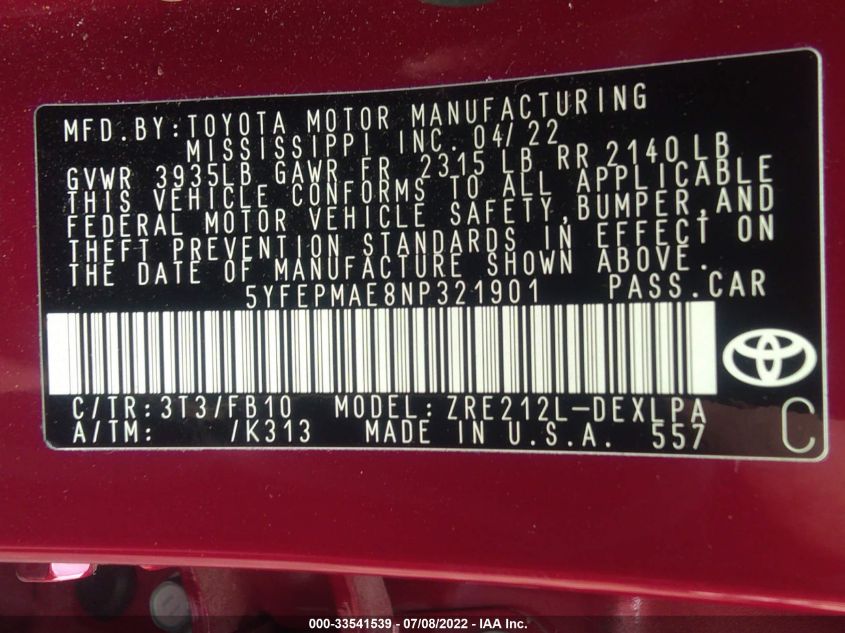 MFD.BY:TOYOTA MOTOR MANUFACTURING
MISSISSIPPI INC. 04/22
GVWR 3935LB GAWR FR 2315 LB RR 2140LB
THIS VEHICLE CONFORMS TO ALL APPLICABLE
FEDERAL MOTOR VEHICLE SAFETY,BUMPER,AND
THEFT PREVENTION STANDARDS IN EFFECT ON
THE DATE OF MANUFACTURE SHOWN ABOVE.
5YFEPMAE8NP321901 PASS.CAR
C/TR:3T3/FB10 MODEL:ZRE212L-DEXLPA
A/TM: /K313 MADE IN U.S.A. 557
C
000-33541539 - 07/08/2022 - IAA Inc.